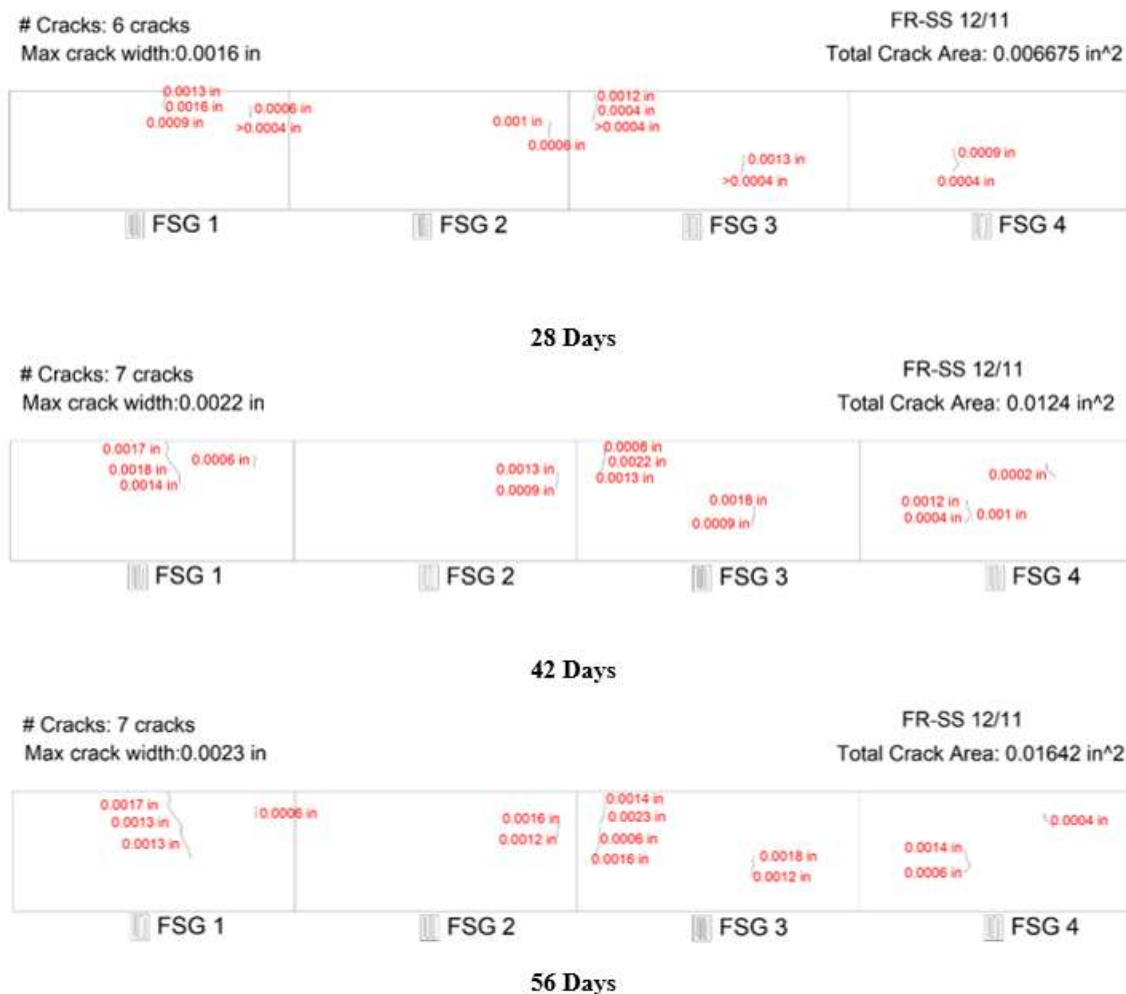 # Cracks: 6 cracks
FR-SS 12/11
Max crack width:0.0016 in
Total Crack Area: 0.006675 in^2
0.0013 in
0.0016 in
0.0009 in
0.0006 in
>0.0004 in
0.001 in
0.0006 in
0.0012 in
0.0004 in
>0.0004 in
0.0013 in
>0.0004 in
0.0009 in
0.0004 in
FSG 1
FSG 2
FSG 3
FSG 4
28 Days
# Cracks: 7 cracks
FR-SS 12/11
Max crack width:0.0022 in
Total Crack Area: 0.0124 in^2
0.0017 in
0.0018 in
0.0014 in
0.0006 in
0.0013 in
0.0009 in
0.0022 in
0.0013 in
0.0018 in
0.0009 in
0.0002 in
0.0012 in
0.0004 in
0.001 in
FSG 1
FSG 2
FSG 3
FSG 4
42 Days
# Cracks: 7 cracks
FR-SS 12/11
Max crack width:0.0023 in
Total Crack Area: 0.01642 in^2
0.0017 in
0.0013 in
0.0013 in
0.0006 in
0.0016 in
0.0012 in
0.0014 in
0.0023 in
0.0006 in
0.0016 in
0.0018 in
0.0012 in
0.0004 in
0.0014 in
0.0006 in
FSG 1
FSG 2
FSG 3
FSG 4
56 Days